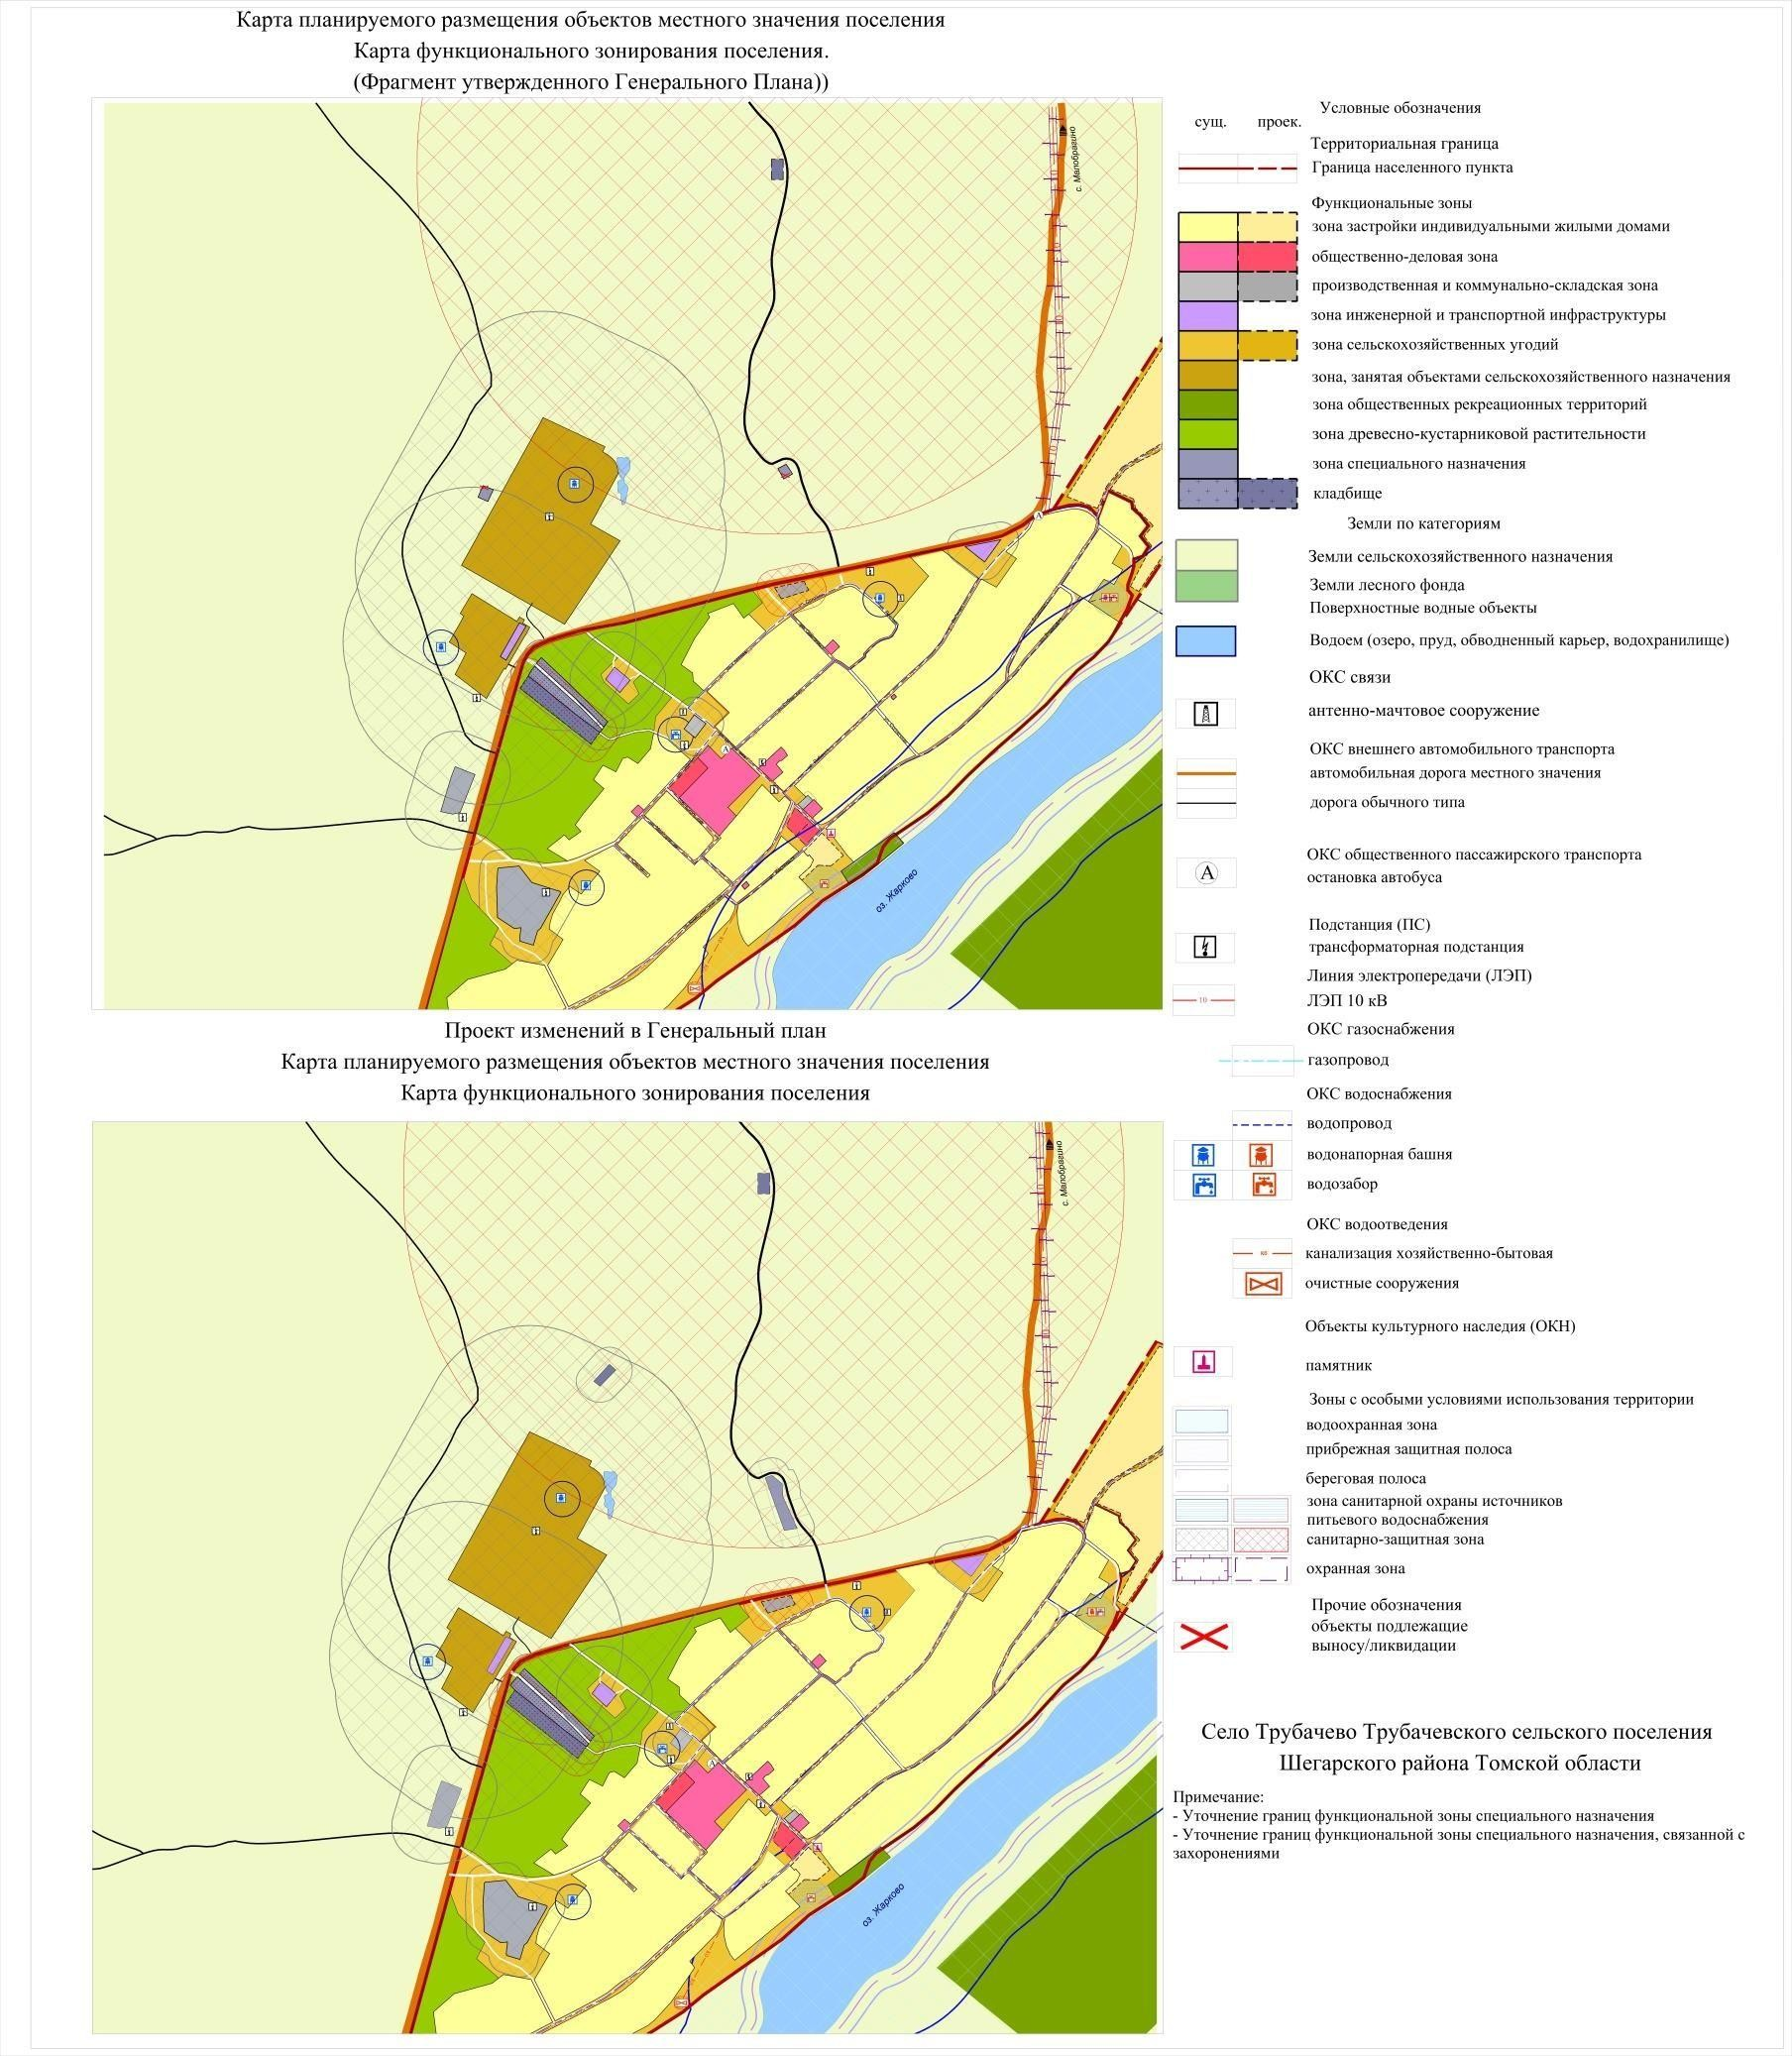 Карта планируемого размещения объектов местного значения поселения
Карта функционального зонирования поселения.
(Фрагмент утвержденного Генерального Плана))
с. Малобрагино
А
А
оз. Жарково
Условные обозначения
сущ. проек.
Территориальная граница
Граница населенного пункта
Функциональные зоны
зона застройки индивидуальными жилыми домами
общественно-деловая зона
производственная и коммунально-складская зона
зона инженерной и транспортной инфраструктуры
зона сельскохозяйственных угодий
зона, занятая объектами сельскохозяйственного назначения
зона общественных рекреационных территорий
зона древесно-кустарниковой растительности
зона специального назначения
кладбище
Земли по категориям
Земли сельскохозяйственного назначения
Земли лесного фонда
Поверхностные водные объекты
Водоем (озеро, пруд, обводненный карьер, водохранилище)
ОКС связи
антенно-мачтовое сооружение
ОКС внешнего автомобильного транспорта
автомобильная дорога местного значения
дорога обычного типа
ОКС общественного пассажирского транспорта
А остановка автобуса
Подстанция (ПС)
трансформаторная подстанция
Линия электропередачи (ЛЭП)
10 ЛЭП 10 кВ
ОКС газоснабжения
газопровод
ОКС водоснабжения
водопровод
водонапорная башня
водозабор
ОКС водоотведения
канализация хозяйственно-бытовая
очистные сооружения
Объекты культурного наследия (ОКН)
памятник
Зоны с особыми условиями использования территории
водоохранная зона
прибрежная защитная полоса
береговая полоса
зона санитарной охраны источников
питьевого водоснабжения
санитарно-защитная зона
охранная зона
Прочие обозначения
объекты подлежащие
выносу/ликвидации
Проект изменений в Генеральный план
Карта планируемого размещения объектов местного значения поселения
Карта функционального зонирования поселения
с. Малобрагино
А
оз. Жарково
Село Трубачево Трубачевского сельского поселения
Шегарского района Томской области
Примечание:
- Уточнение границ функциональной зоны специального назначения
- Уточнение границ функциональной зоны специального назначения, связанной с
захоронениями